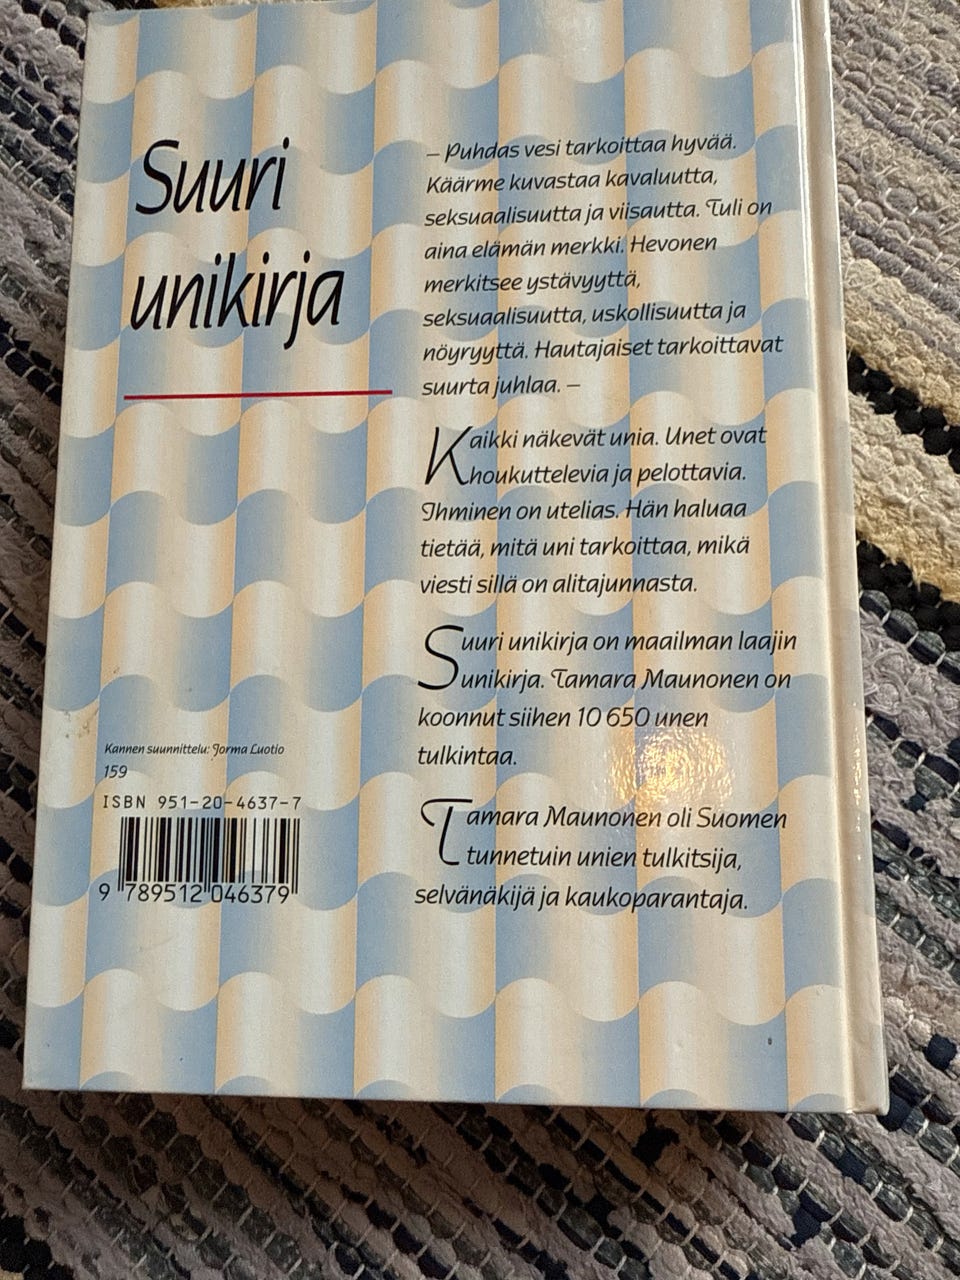 Suuri
unikirja
– Puhdas vesi tarkoittaa hyvää.
Käärme kuvastaa kavaluutta,
seksuaalisuutta ja viisautta. Tuli on
aina elämän merkki. Hevonen
merkitsee ystävyyttä,
seksuaalisuutta, uskollisuutta ja
nöyryyttä. Hautajaiset tarkoittavat
suurta juhlaa. –
Kaikki näkevät unia. Unet ovat
houkuttelevia ja pelottavia.
Ihminen on utelias. Hän haluaa
tietää, mitä uni tarkoittaa, mikä
viesti sillä on alitajunnasta.
Suuri unikirja on maailman laajin
unikirja. Tamara Maunonen on
koonnut siihen 10 650 unen
tulkintaa.
Tamara Maunonen oli Suomen
tunnetuin unien tulkitsija,
selvänäkijä ja kaukoparantaja.
Kannen suunnittelu: Jorma Luotio
159
ISBN 951-20-4637-7
9 789512 046379